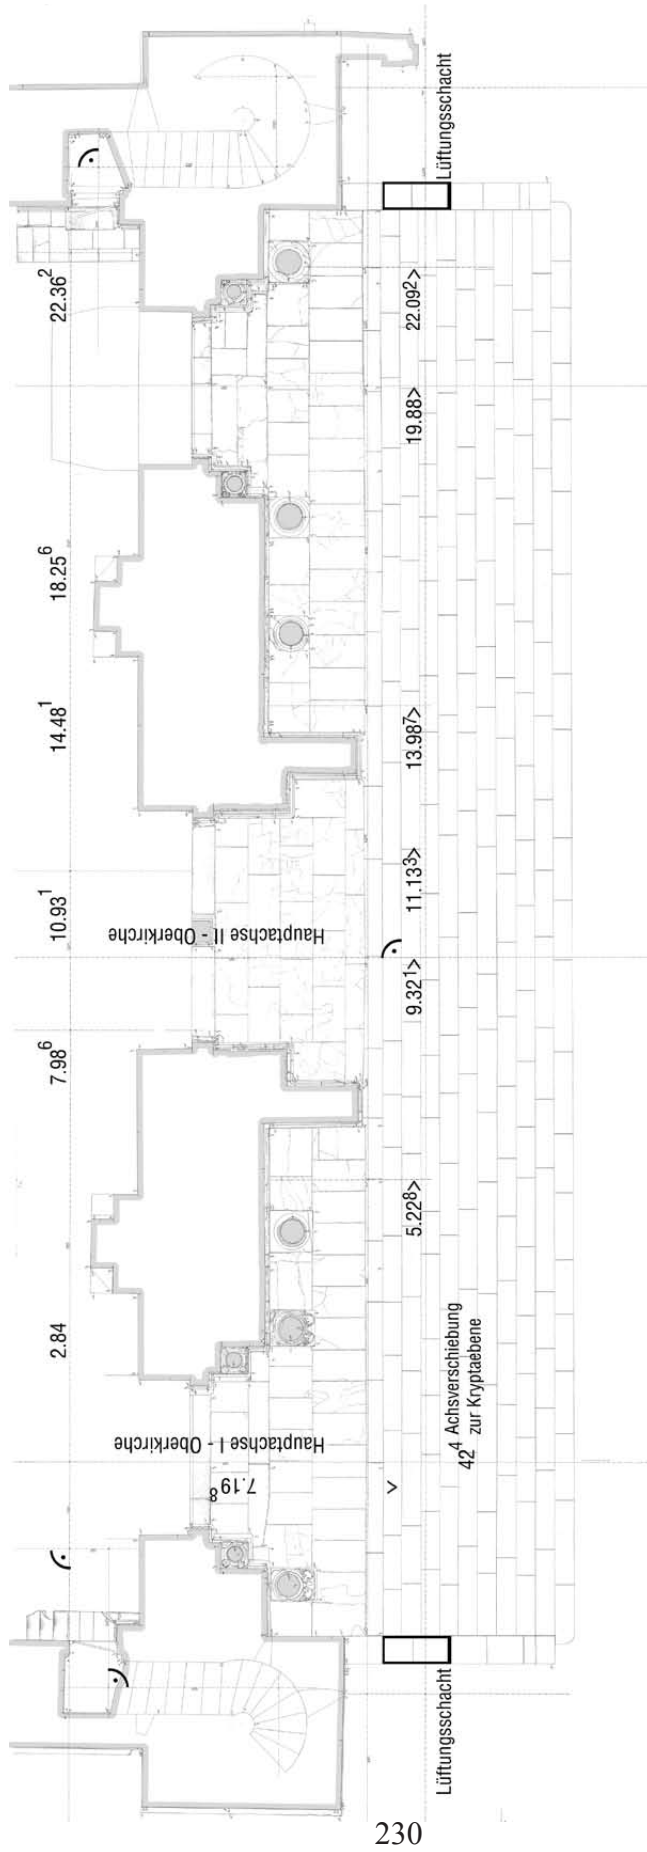 Lüftungsschacht
22.36²
22.09²>
19.88>
18.25⁶
14.48¹
13.98⁷>
11.13³>
10.93¹
Hauptachse II - Oberkirche
9.32¹>
7.98⁶
5.22⁸>
2.84
42⁴ Achsverschiebung
zur Kryptaebene
Hauptachse I - Oberkirche
7.19⁸
>
Lüftungsschacht
230